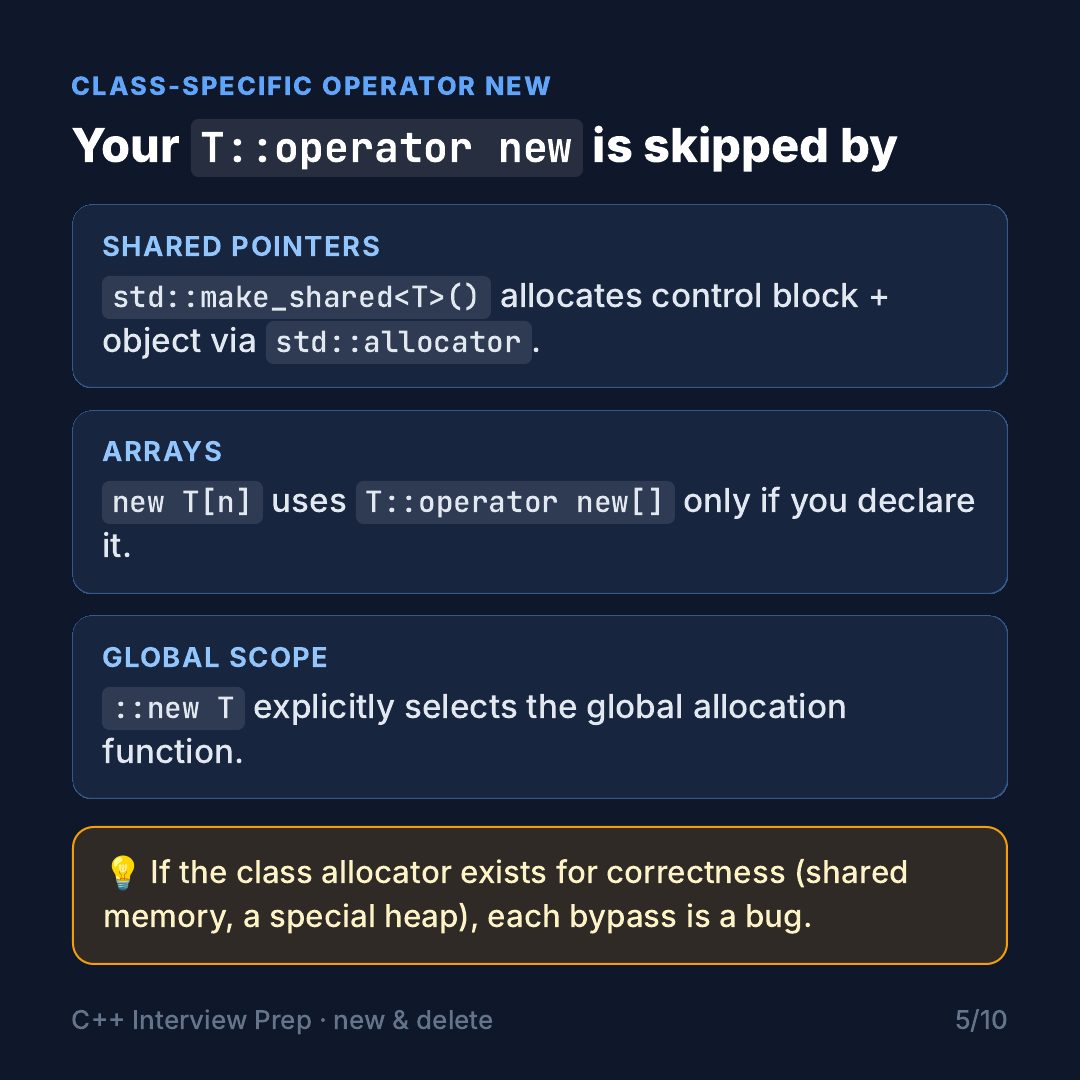 CLASS-SPECIFIC OPERATOR NEW
Your T::operator new is skipped by
SHARED POINTERS
std::make_shared<T>() allocates control block +
object via std::allocator.
ARRAYS
new T[n] uses T::operator new[] only if you declare
it.
GLOBAL SCOPE
::new T explicitly selects the global allocation
function.
💡 If the class allocator exists for correctness (shared
memory, a special heap), each bypass is a bug.
C++ Interview Prep · new & delete
5/10